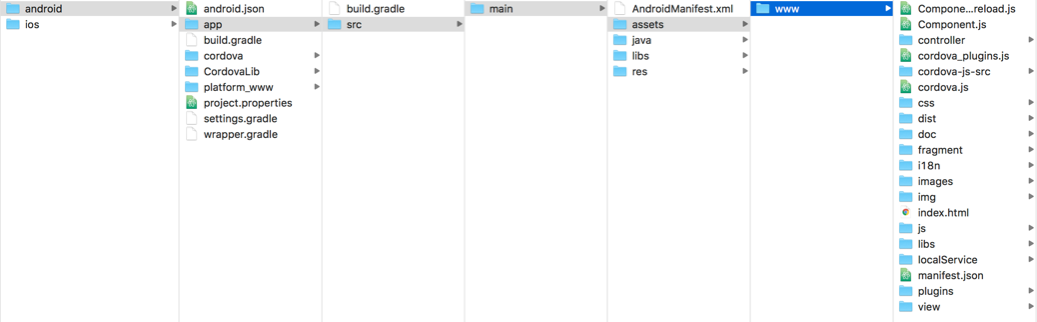 android
ios
android.json
app
build.gradle
cordova
CordovaLib
platform_www
project.properties
settings.gradle
wrapper.gradle
build.gradle
src
main
AndroidManifest.xml
assets
java
libs
res
www
Compone...reload.js
Component.js
controller
cordova_plugins.js
cordova-js-src
cordova.js
css
dist
doc
fragment
i18n
images
img
index.html
js
libs
localService
manifest.json
plugins
view